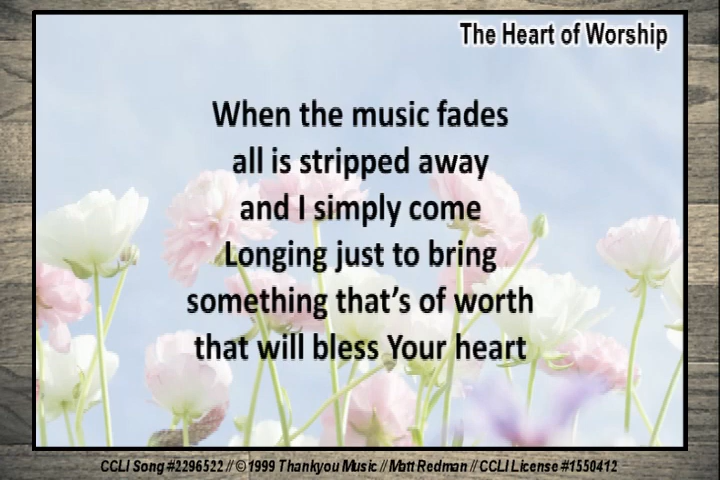 The Heart of Worship
When the music fades
all is stripped away
and I simply come
Longing just to bring
something that's of worth
that will bless Your heart
CCLI Song #2296522 // © 1999 Thankyou Music // Matt Redman // CCLI License #1550412